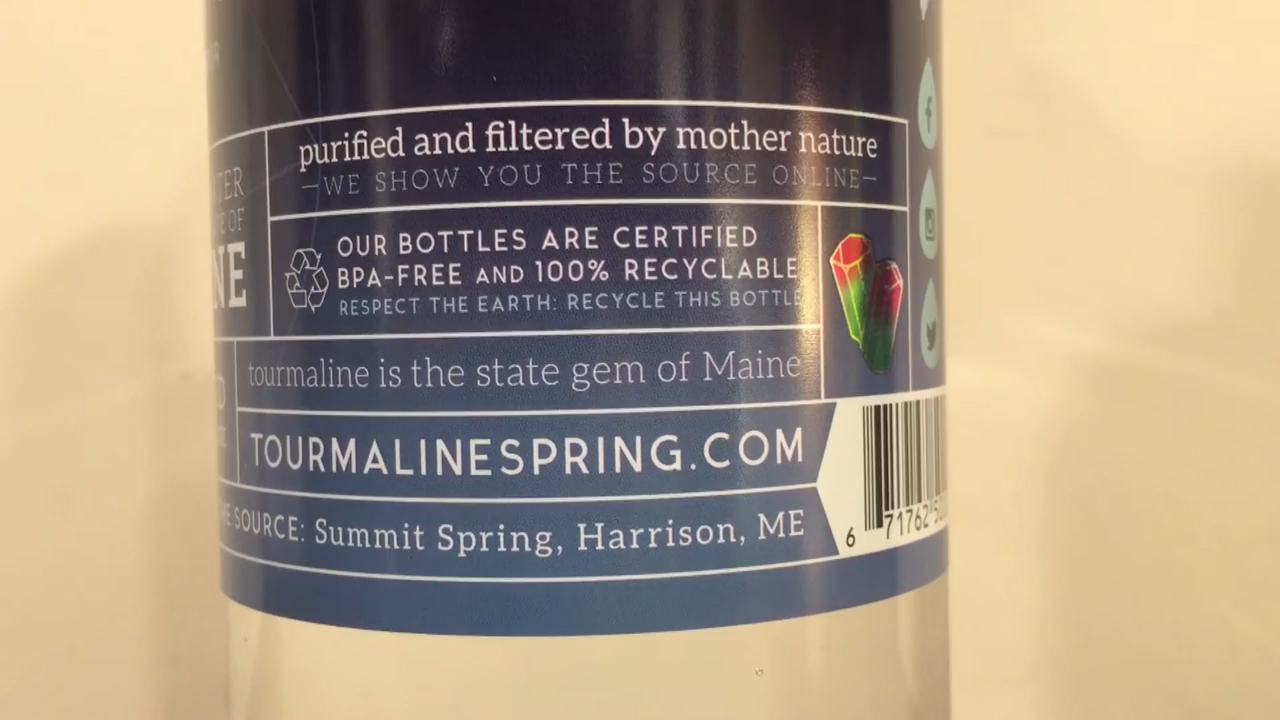 purified and filtered by mother nature
—WE SHOW YOU THE SOURCE ONLINE—
OUR BOTTLES ARE CERTIFIED
BPA-FREE AND 100% RECYCLABLE
RESPECT THE EARTH: RECYCLE THIS BOTTLE
tourmaline is the state gem of Maine
TOURMALINESPRING.COM
SOURCE: Summit Spring, Harrison, ME
6 71762